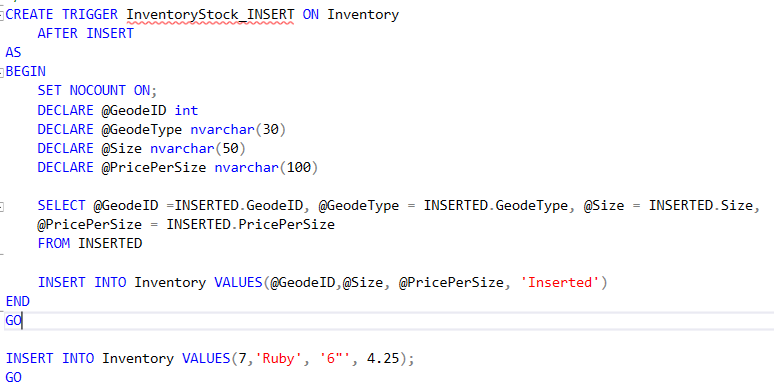 CREATE TRIGGER InventoryStock_INSERT ON Inventory
AFTER INSERT
AS
BEGIN
SET NOCOUNT ON;
DECLARE @GeodeID int
DECLARE @GeodeType nvarchar(30)
DECLARE @Size nvarchar(50)
DECLARE @PricePerSize nvarchar(100)
SELECT @GeodeID =INSERTED.GeodeID, @GeodeType = INSERTED.GeodeType, @Size = INSERTED.Size,
@PricePerSize = INSERTED.PricePerSize
FROM INSERTED
INSERT INTO Inventory VALUES(@GeodeID,@Size, @PricePerSize, 'Inserted')
END
GO
INSERT INTO Inventory VALUES(7,'Ruby', '6"', 4.25);
GO